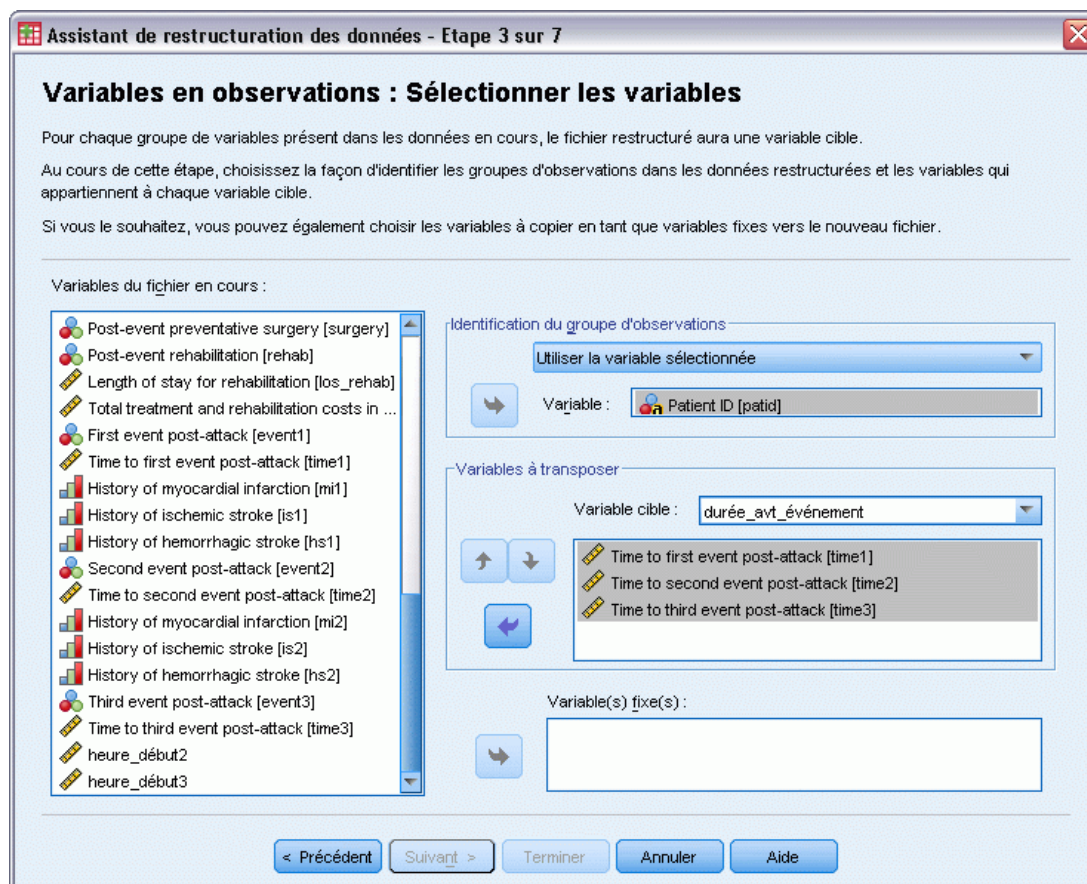 Assistant de restructuration des données - Etape 3 sur 7
Variables en observations : Sélectionner les variables
Pour chaque groupe de variables présent dans les données en cours, le fichier restructuré aura une variable cible.
Au cours de cette étape, choisissez la façon d'identifier les groupes d'observations dans les données restructurées et les variables qui
appartiennent à chaque variable cible.
Si vous le souhaitez, vous pouvez également choisir les variables à copier en tant que variables fixes vers le nouveau fichier.
Variables du fichier en cours :
Post-event preventative surgery [surgery]
Post-event rehabilitation [rehab]
Length of stay for rehabilitation [los_rehab]
Total treatment and rehabilitation costs in ...
First event post-attack [event1]
Time to first event post-attack [time1]
History of myocardial infarction [mi1]
History of ischemic stroke [is1]
History of hemorrhagic stroke [hs1]
Second event post-attack [event2]
Time to second event post-attack [time2]
History of myocardial infarction [mi2]
History of ischemic stroke [is2]
History of hemorrhagic stroke [hs2]
Third event post-attack [event3]
Time to third event post-attack [time3]
heure_début2
heure_début3
Identification du groupe d'observations
Utiliser la variable sélectionnée
Variable :
Patient ID [patid]
Variables à transposer
Variable cible :
durée_avt_événement
Time to first event post-attack [time1]
Time to second event post-attack [time2]
Time to third event post-attack [time3]
Variable(s) fixe(s) :
< Précédent
Suivant >
Terminer
Annuler
Aide